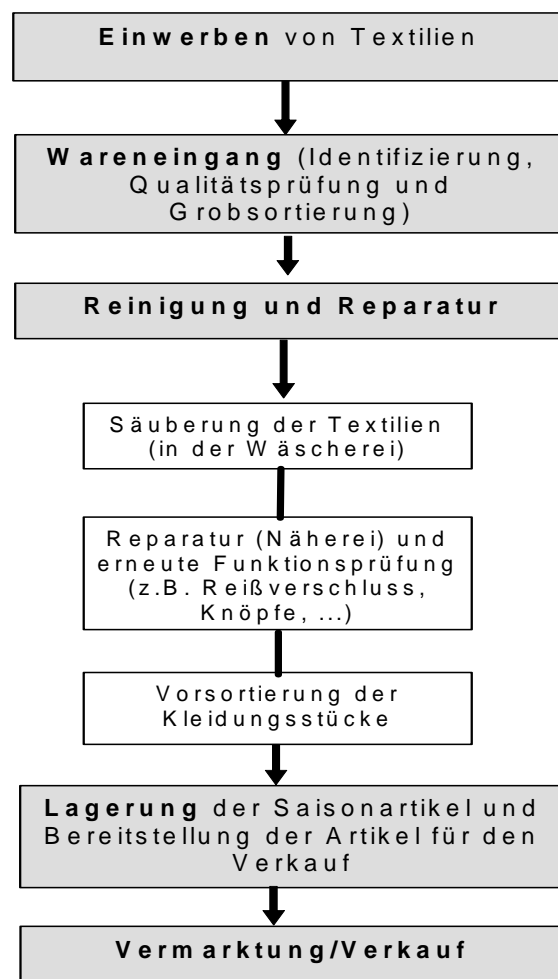 Einwerben von Textilien
Wareneingang (Identifizierung,
Qualitätsprüfung und
Grobsortierung)
Reinigung und Reparatur
Säuberung der Textilien
(in der Wäscherei)
Reparatur (Näherei) und
erneute Funktionsprüfung
(z.B. Reißverschluss,
Knöpfe, ...)
Vorsortierung der
Kleidungsstücke
Lagerung der Saisonartikel und
Bereitstellung der Artikel für den
Verkauf
Vermarktung/Verkauf